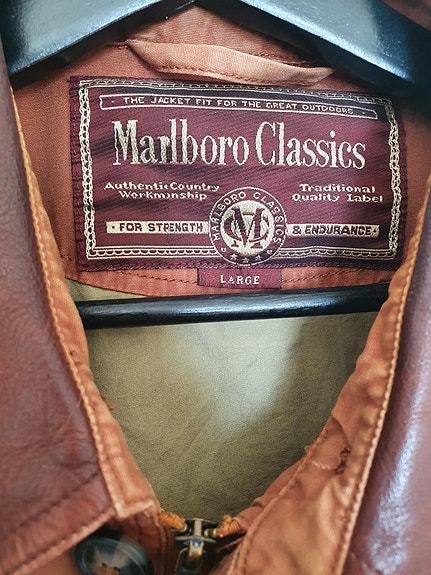 THE JACKET FIT FOR THE GREAT OUTDOORS
Marlboro Classics
Authentic Country
Workmanship
Traditional
Quality Label
MARLBORO CLASSICS
MC
· FOR STRENGTH & ENDURANCE ·
LARGE